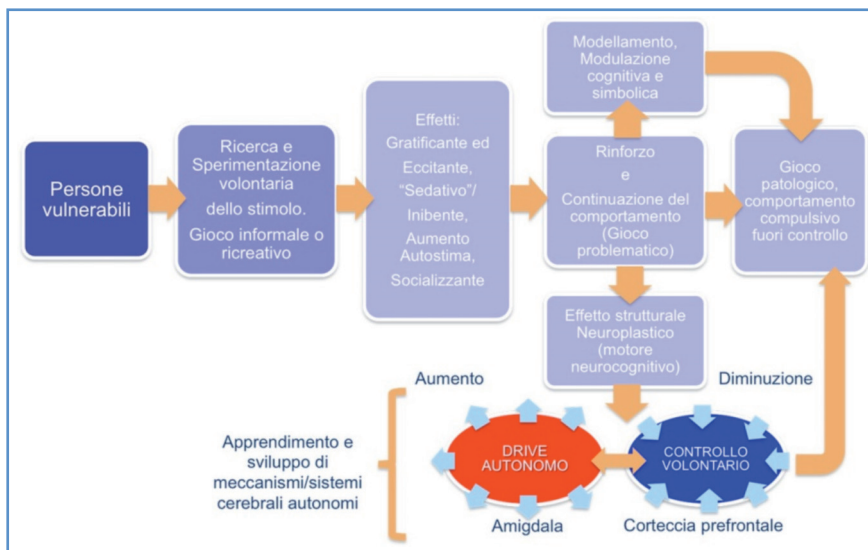 Persone
vulnerabili
Ricerca e
Sperimentazione
volontaria
dello stimolo.
Gioco informale o
ricreativo
Effetti:
Gratificante ed
Eccitante,
“Sedativo”/
Inibente,
Aumento
Autostima,
Socializzante
Modellamento,
Modulazione
cognitiva e
simbolica
Rinforzo
e
Continuazione del
comportamento
(Gioco
problematico)
Gioco
patologico,
comportamento
compulsivo
fuori controllo
Effetto strutturale
Neuroplastico
(motore
neurocognitivo)
Aumento
Diminuzione
Apprendimento e
sviluppo di
meccanismi/sistemi
cerebrali autonomi
DRIVE
AUTONOMO
CONTROLLO
VOLONTARIO
Amigdala
Corteccia prefrontale